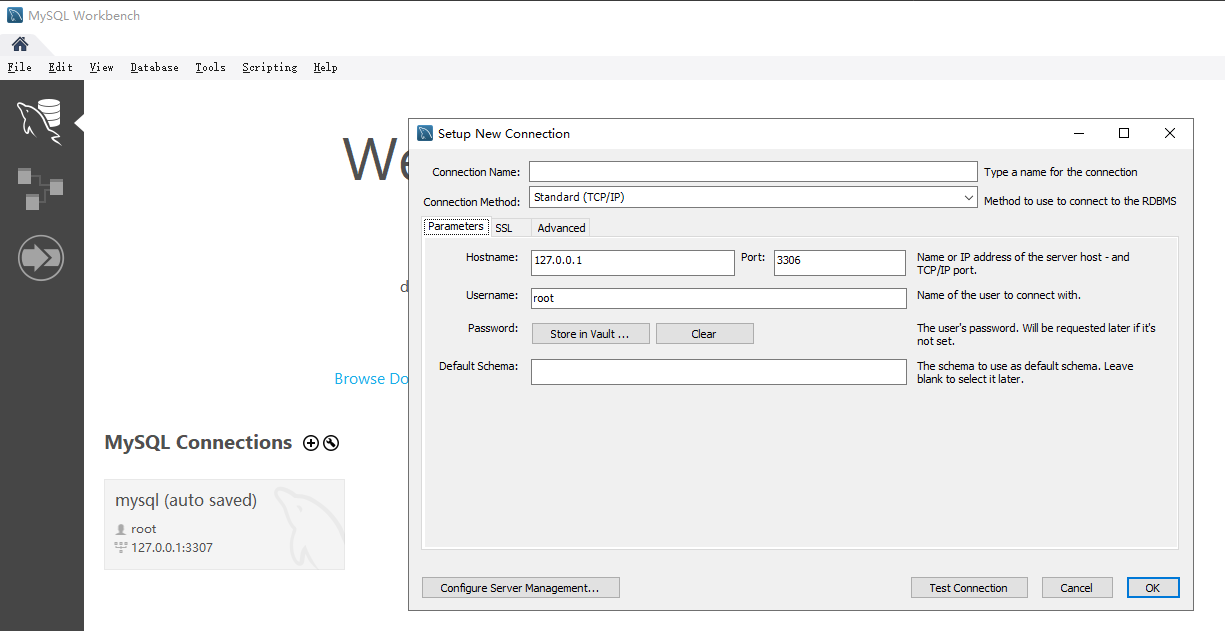 MySQL Workbench
File Edit View Database Tools Scripting Help
We
d
Browse Do
MySQL Connections
mysql (auto saved)
root
127.0.0.1:3307
Setup New Connection
Connection Name: Type a name for the connection
Connection Method: Standard (TCP/IP) Method to use to connect to the RDBMS
Parameters SSL Advanced
Hostname: 127.0.0.1 Port: 3306 Name or IP address of the server host - and
TCP/IP port.
Username: root Name of the user to connect with.
Password: Store in Vault ... Clear The user's password. Will be requested later if it's
not set.
Default Schema: The schema to use as default schema. Leave
blank to select it later.
Configure Server Management... Test Connection Cancel OK